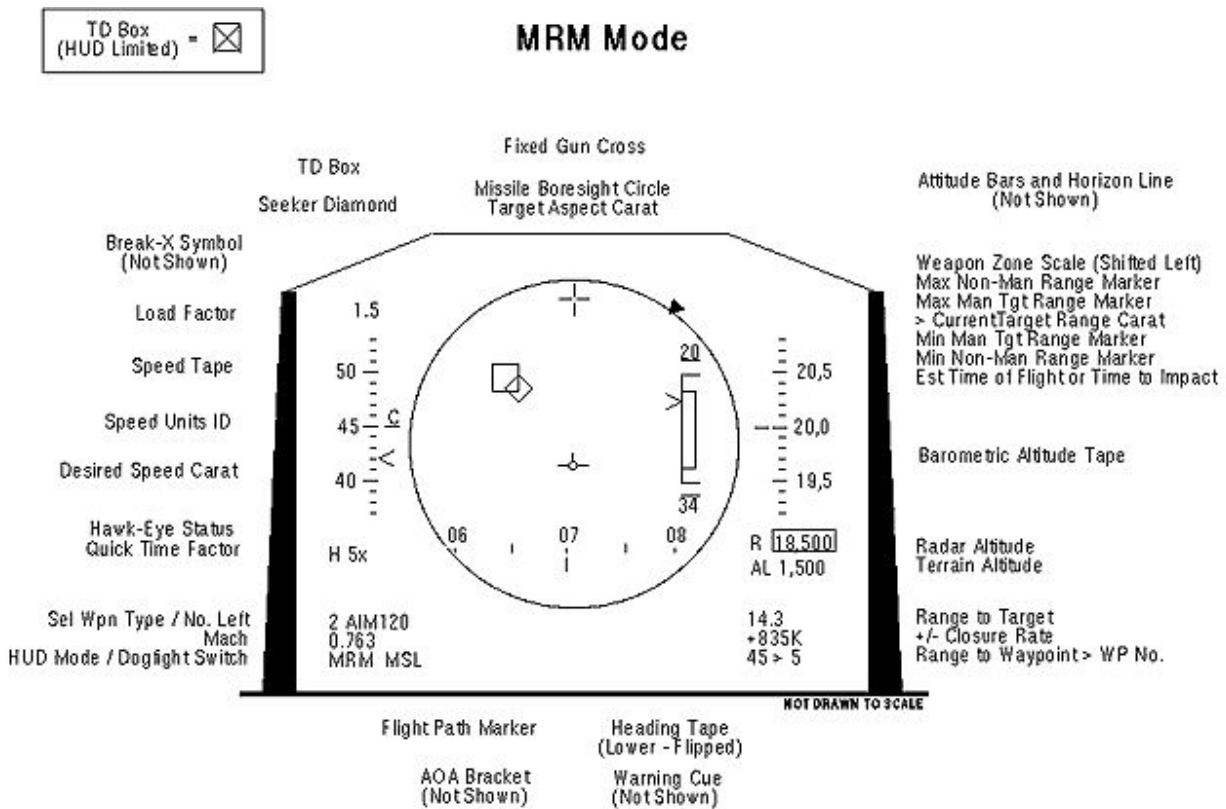 TD Box
(HUD Limited) =
MRM Mode
Fixed Gun Cross
TD Box
Missile Boresight Circle
Seeker Diamond
Target Aspect Carat
Attitude Bars and Horizon Line
(Not Shown)
Break-X Symbol
(Not Shown)
Load Factor
Speed Tape
Speed Units ID
Desired Speed Carat
Hawk-Eye Status
Quick Time Factor
Sel Wpn Type / No. Left
Mach
HUD Mode / Dogfight Switch
1.5
50
45
C
40
<
H 5x
2 AIM120
0.763
MRM MSL
20
>
34
06
07
08
20,5
20,0
19,5
R 18,500
AL 1,500
14.3
+835K
45 > 5
Weapon Zone Scale (Shifted Left)
Max Non-Man Range Marker
Max Man Tgt Range Marker
> CurrentTarget Range Carat
Min Man Tgt Range Marker
Min Non-Man Range Marker
Est Time of Flight or Time to Impact
Barometric Altitude Tape
Radar Altitude
Terrain Altitude
Range to Target
+/- Closure Rate
Range to Waypoint > WP No.
NOT DRAWN TO SCALE
Flight Path Marker
Heading Tape
(Lower - Flipped)
AOA Bracket
(Not Shown)
Warning Cue
(Not Shown)